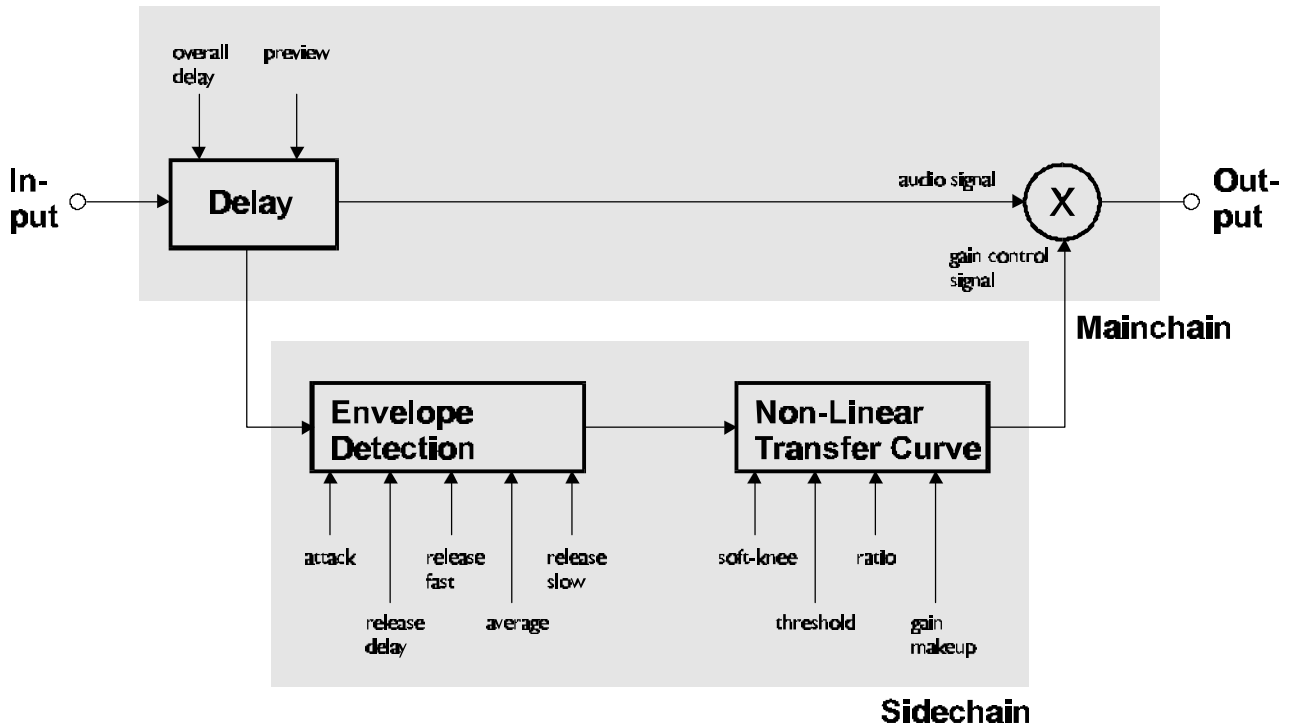 overall
delay
preview
In-
put
Delay
audio signal
X
Out-
put
gain control
signal
Mainchain
Envelope
Detection
Non-Linear
Transfer Curve
attack
release
fast
release
slow
soft-knee
ratio
release
delay
average
threshold
gain
makeup
Sidechain